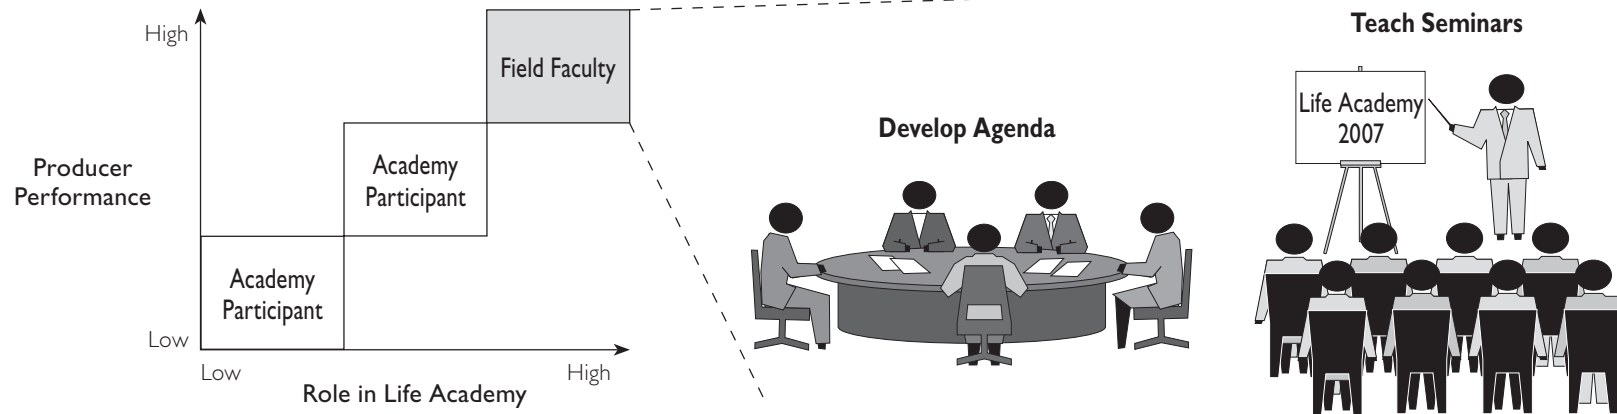 High
Field Faculty
Producer
Performance
Academy
Participant
Academy
Participant
Low
Low
High
Role in Life Academy
Develop Agenda
Teach Seminars
Life Academy
2007